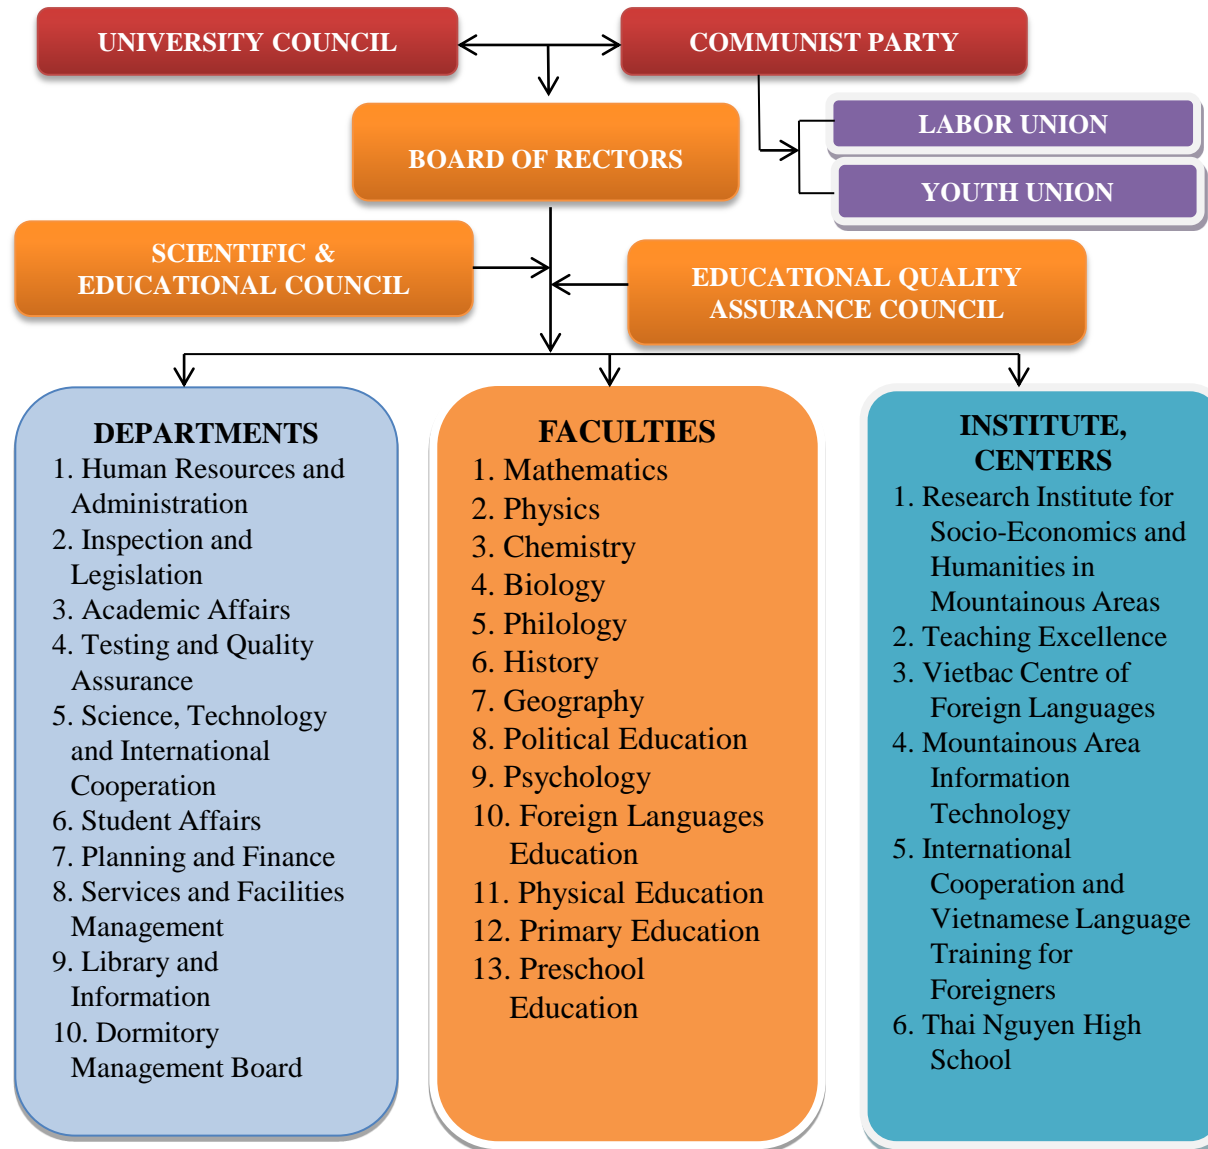 UNIVERSITY COUNCIL
COMMUNIST PARTY
BOARD OF RECTORS
LABOR UNION
YOUTH UNION
SCIENTIFIC &
EDUCATIONAL COUNCIL
EDUCATIONAL QUALITY
ASSURANCE COUNCIL
DEPARTMENTS
1. Human Resources and
Administration
2. Inspection and
Legislation
3. Academic Affairs
4. Testing and Quality
Assurance
5. Science, Technology
and International
Cooperation
6. Student Affairs
7. Planning and Finance
8. Services and Facilities
Management
9. Library and
Information
10. Dormitory
Management Board
FACULTIES
1. Mathematics
2. Physics
3. Chemistry
4. Biology
5. Philology
6. History
7. Geography
8. Political Education
9. Psychology
10. Foreign Languages
Education
11. Physical Education
12. Primary Education
13. Preschool
Education
INSTITUTE,
CENTERS
1. Research Institute for
Socio-Economics and
Humanities in
Mountainous Areas
2. Teaching Excellence
3. Vietbac Centre of
Foreign Languages
4. Mountainous Area
Information
Technology
5. International
Cooperation and
Vietnamese Language
Training for
Foreigners
6. Thai Nguyen High
School